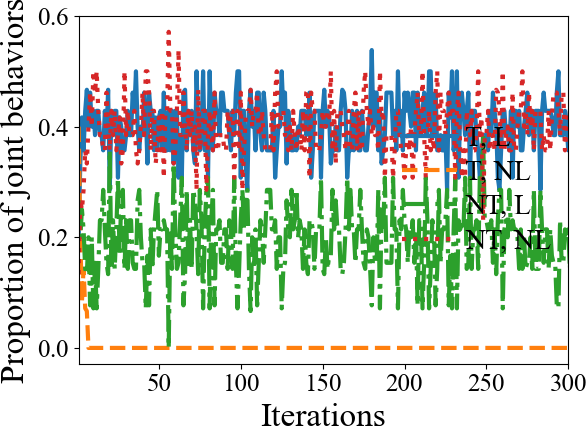 Proportion of joint behaviors
0.6
0.4
0.2
0.0
T, L
T, NL
NT, L
NT, NL
50
100
150
200
250
300
Iterations